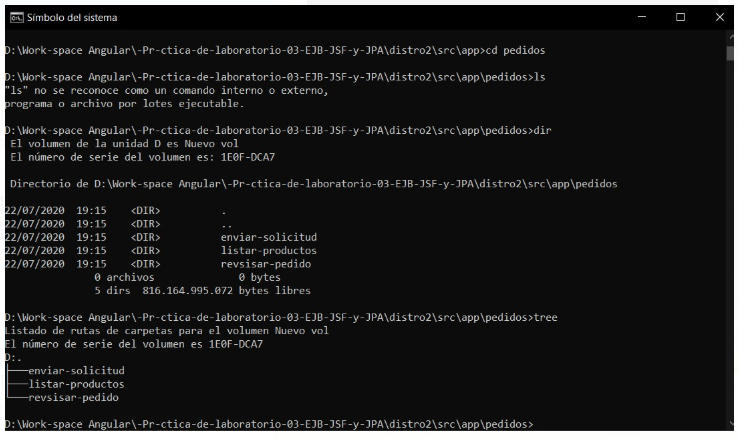 Símbolo del sistema
D:\Work-space Angular\-Pr-ctica-de-laboratorio-03-EJB-JSF-y-JPA\distro2\src\app>cd pedidos
D:\Work-space Angular\-Pr-ctica-de-laboratorio-03-EJB-JSF-y-JPA\distro2\src\app\pedidos>ls
"ls" no se reconoce como un comando interno o externo,
programa o archivo por lotes ejecutable.
D:\Work-space Angular\-Pr-ctica-de-laboratorio-03-EJB-JSF-y-JPA\distro2\src\app\pedidos>dir
El volumen de la unidad D es Nuevo vol
El número de serie del volumen es: 1E0F-DCA7
Directorio de D:\Work-space Angular\-Pr-ctica-de-laboratorio-03-EJB-JSF-y-JPA\distro2\src\app\pedidos
22/07/2020  19:15    <DIR>          .
22/07/2020  19:15    <DIR>          ..
22/07/2020  19:15    <DIR>          enviar-solicitud
22/07/2020  19:15    <DIR>          listar-productos
22/07/2020  19:15    <DIR>          revsisar-pedido
0 archivos              0 bytes
5 dirs  816.164.995.072 bytes libres
D:\Work-space Angular\-Pr-ctica-de-laboratorio-03-EJB-JSF-y-JPA\distro2\src\app\pedidos>tree
Listado de rutas de carpetas para el volumen Nuevo vol
El número de serie del volumen es 1E0F-DCA7
D:.
├───enviar-solicitud
├───listar-productos
└───revsisar-pedido
D:\Work-space Angular\-Pr-ctica-de-laboratorio-03-EJB-JSF-y-JPA\distro2\src\app\pedidos>